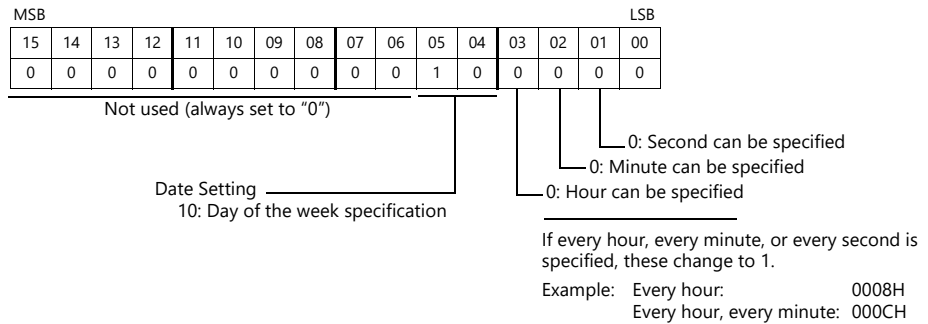 MSB LSB
15 14 13 12 11 10 09 08 07 06 05 04 03 02 01 00
0 0 0 0 0 0 0 0 0 0 1 0 0 0 0 0
Not used (always set to “0”)
0: Second can be specified
0: Minute can be specified
Date Setting
0: Hour can be specified
10: Day of the week specification
If every hour, every minute, or every second is
specified, these change to 1.
Example: Every hour: 0008H
Every hour, every minute: 000CH